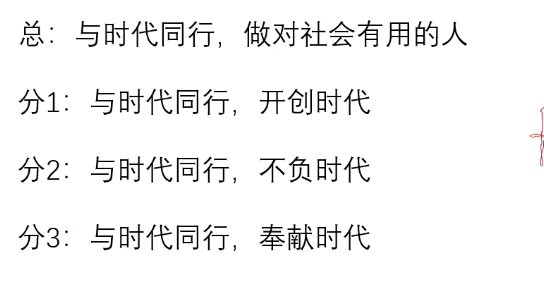 总：与时代同行，做对社会有用的人
分1：与时代同行，开创时代
分2：与时代同行，不负时代
分3：与时代同行，奉献时代